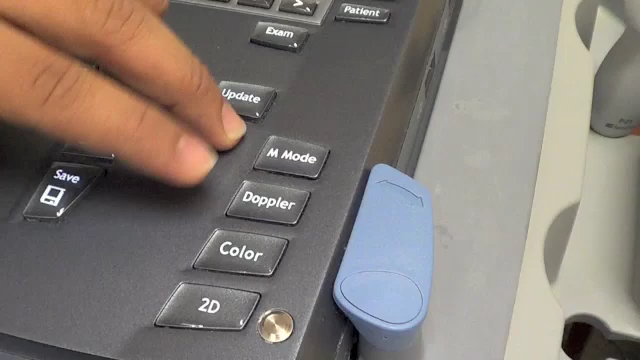 Patient
Exam
Update
M Mode
Save
Doppler
Color
2D